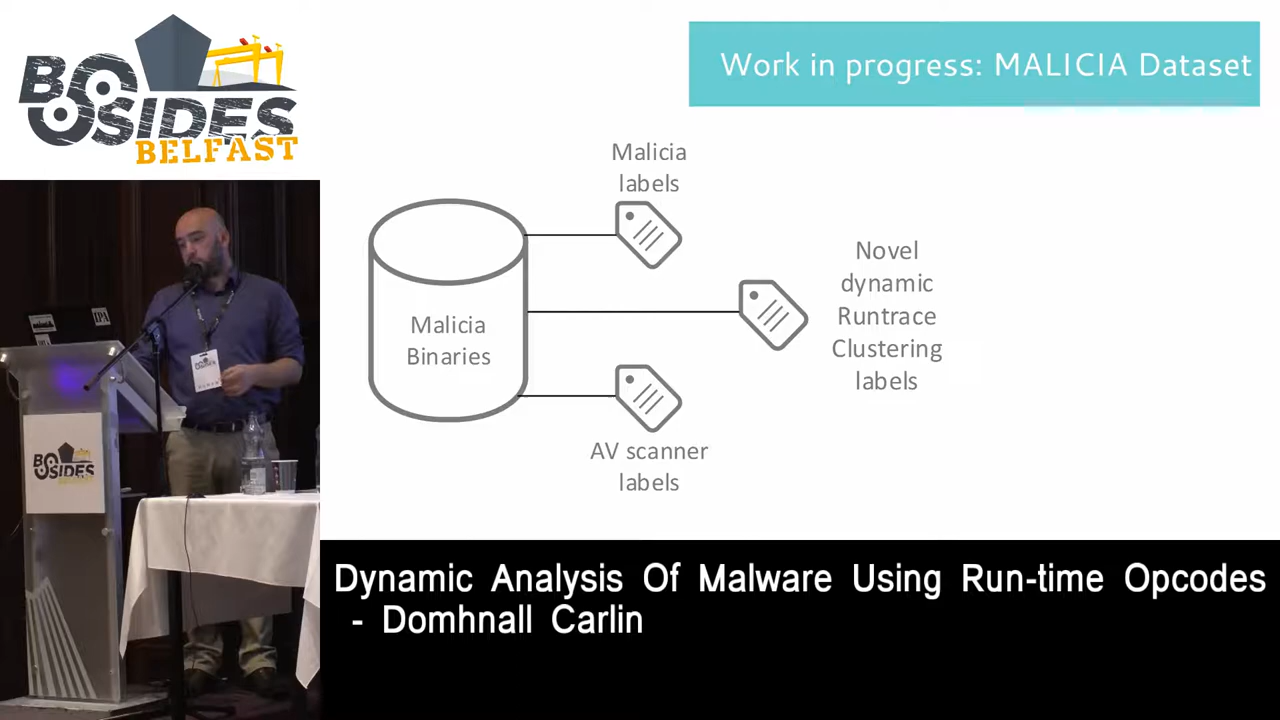 BSIDES
BELFAST
Work in progress: MALICIA Dataset
Malicia
labels
Malicia
Binaries
Novel
dynamic
Runtrace
Clustering
labels
AV scanner
labels
BSIDES
BELFAST
Dynamic Analysis Of Malware Using Run-time Opcodes
- Domhnall Carlin